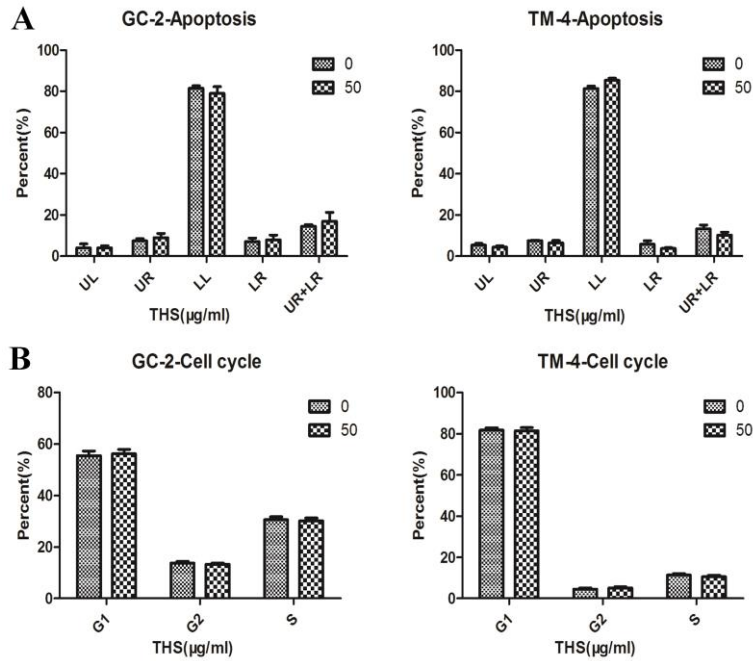 A
GC-2-Apoptosis
Percent(%)
100
80
60
40
20
0
0
50
UL
UR
LL
LR
UR+LR
THS(µg/ml)
TM-4-Apoptosis
Percent(%)
100
80
60
40
20
0
0
50
UL
UR
LL
LR
UR+LR
THS(µg/ml)
B
GC-2-Cell cycle
Percent(%)
80
60
40
20
0
0
50
G1
G2
S
THS(µg/ml)
TM-4-Cell cycle
Percent(%)
100
80
60
40
20
0
0
50
G1
G2
S
THS(µg/ml)